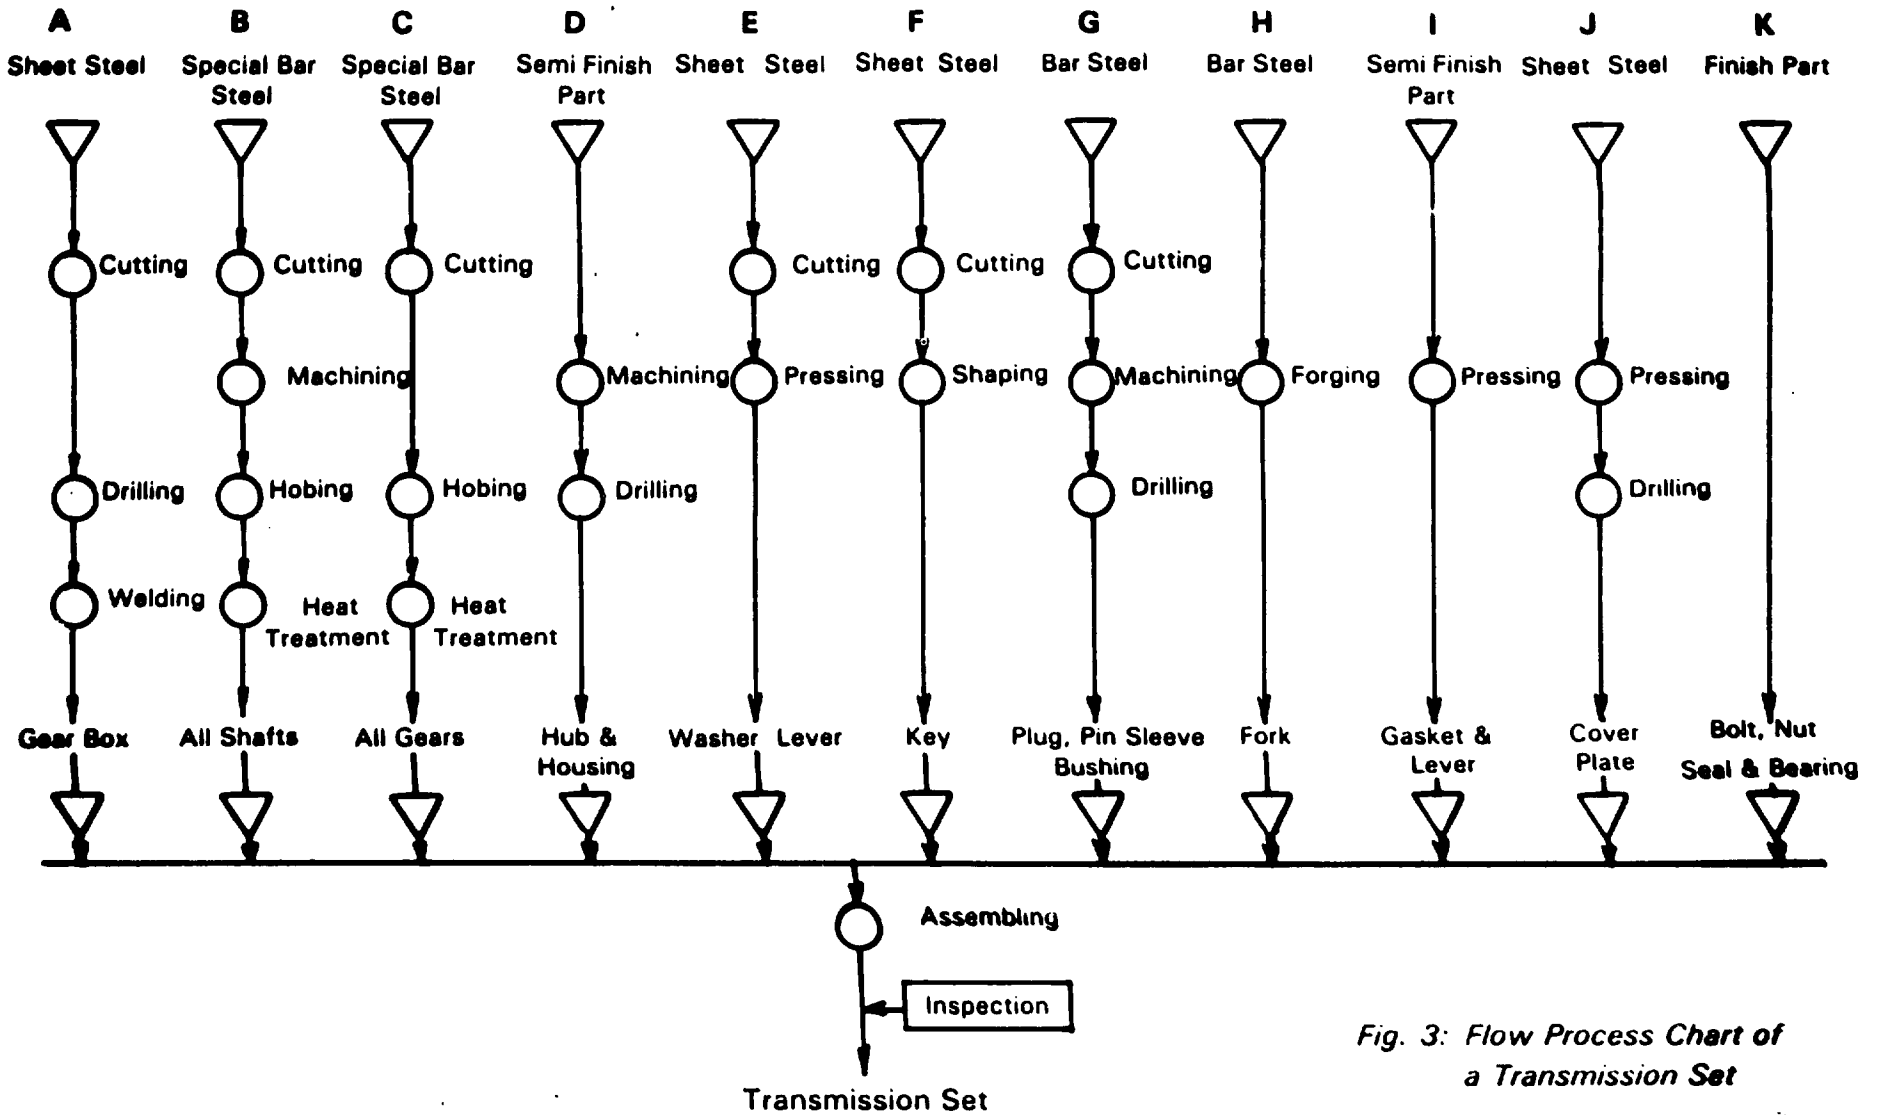 A B C D E F G H I J K
Sheet Steel Special Bar Special Bar Semi Finish Sheet Steel Sheet Steel Bar Steel Bar Steel Semi Finish Sheet Steel Finish Part
Steel Steel Part Part
Cutting Cutting Cutting Cutting Cutting Cutting
Machining Machining Pressing Shaping Machining Forging Pressing Pressing
Drilling Hobing Hobing Drilling Drilling Drilling
Welding Heat Heat
Treatment Treatment
Gear Box All Shafts All Gears Hub & Washer Lever Key Plug, Pin Sleeve Fork Gasket & Cover Bolt, Nut
Housing Bushing Lever Plate Seal & Bearing
Assembling
Inspection
Transmission Set
Fig. 3: Flow Process Chart of
a Transmission Set